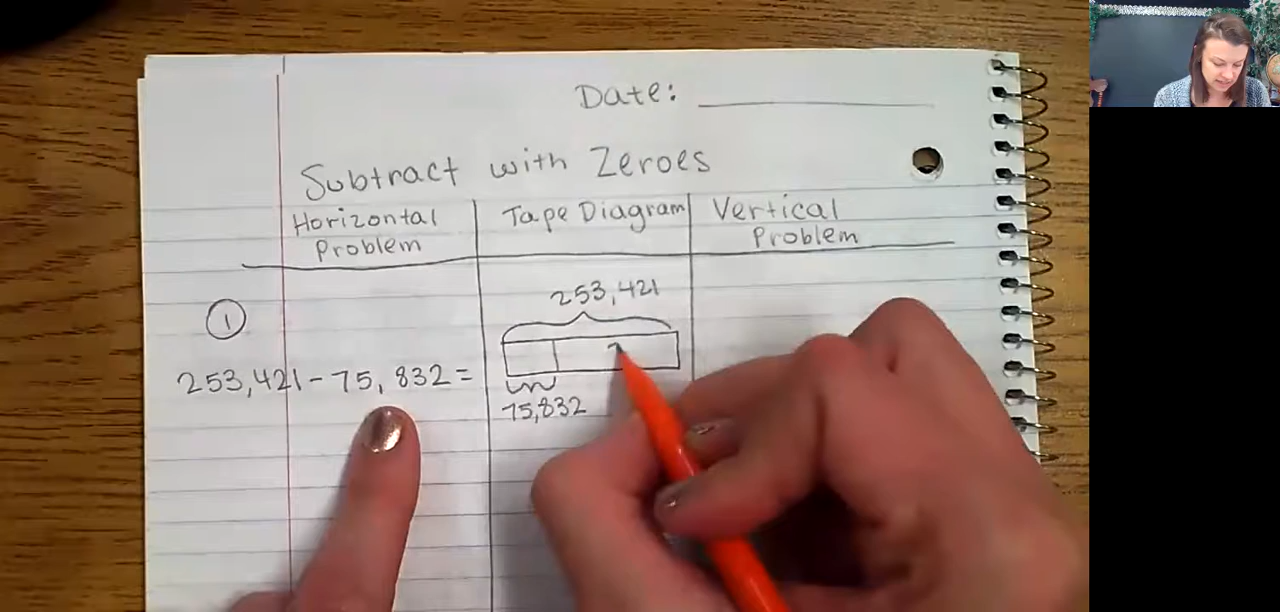 Date:
Subtract with Zeroes
Horizontal Problem
Tape Diagram
Vertical Problem
1
253,421
253,421 - 75,832 =
75,832